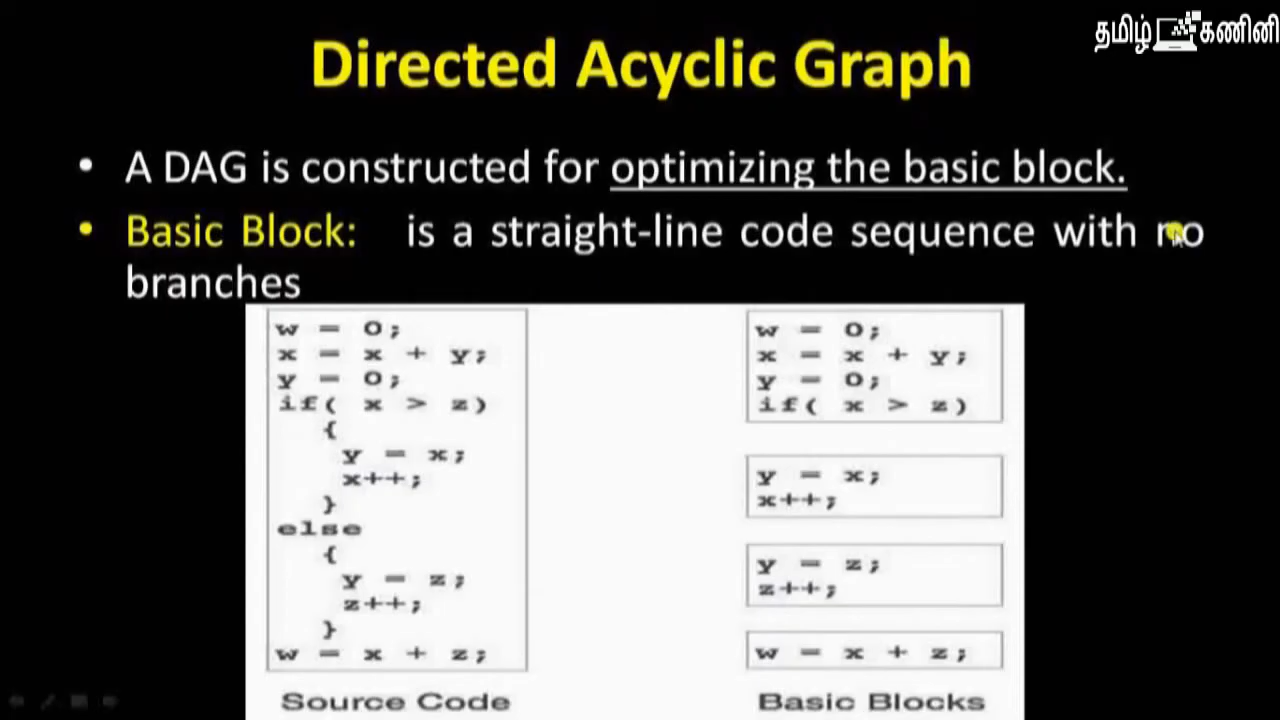 தமிழ் கணினி
Directed Acyclic Graph
• A DAG is constructed for optimizing the basic block.
• Basic Block: is a straight-line code sequence with no
branches
w = 0;
x = x + y;
y = 0;
if( x > z)
{
y = x;
x++;
}
else
{
y = z;
z++;
}
w = x + z;
Source Code
w = 0;
x = x + y;
y = 0;
if( x > z)
y = x;
x++;
y = z;
z++;
w = x + z;
Basic Blocks